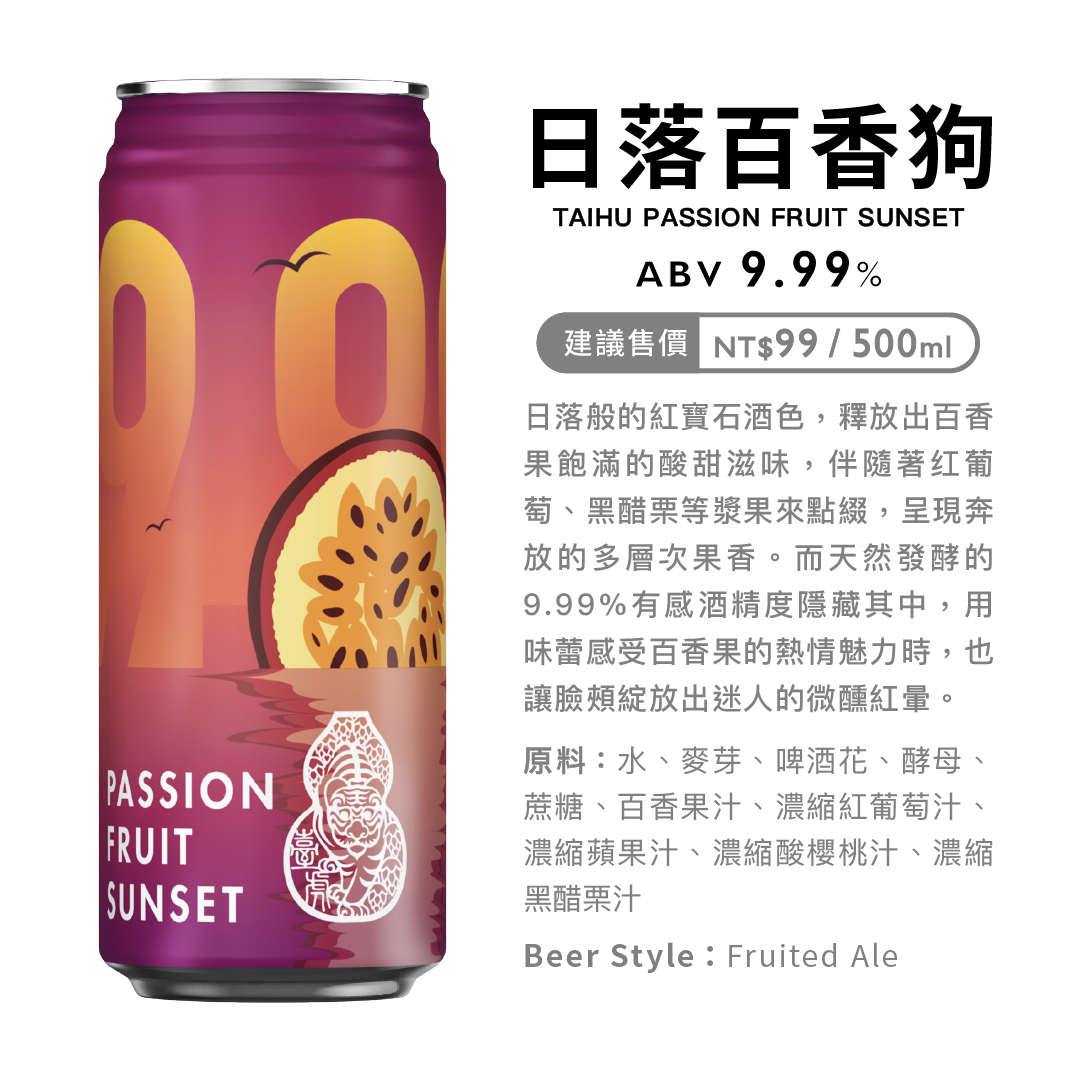 日落百香狗
TAIHU PASSION FRUIT SUNSET
ABV 9.99%
建議售價 NT$99 / 500ml
日落般的紅寶石酒色，釋放出百香
果飽滿的酸甜滋味，伴隨著红葡
萄、黑醋栗等漿果來點綴，呈現奔
放的多層次果香。而天然發酵的
9.99%有感酒精度隱藏其中，用
味蕾感受百香果的熱情魅力時，也
讓臉頰綻放出迷人的微醺紅暈。
原料：水、麥芽、啤酒花、酵母、
蔗糖、百香果汁、濃縮紅葡萄汁、
濃縮蘋果汁、濃縮酸櫻桃汁、濃縮
黑醋栗汁
Beer Style：Fruited Ale
9.9
PASSION
FRUIT
SUNSET
臺虎